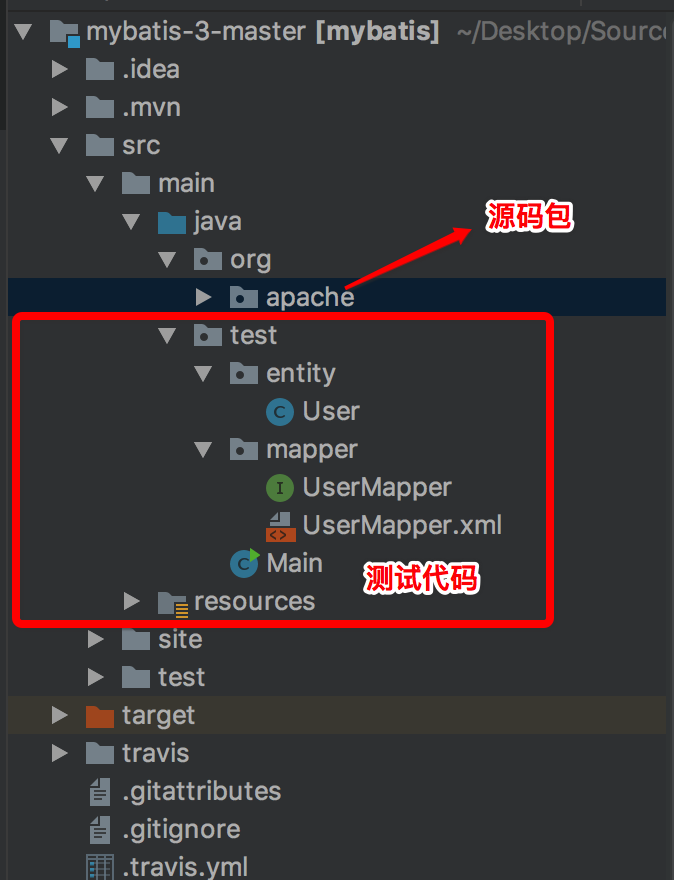 mybatis-3-master [mybatis] ~/Desktop/Sourc
.idea
.mvn
src
main
java
源码包
org
apache
test
entity
C User
mapper
I UserMapper
<> UserMapper.xml
C Main
测试代码
resources
site
test
target
travis
.gitattributes
.gitignore
.travis.yml